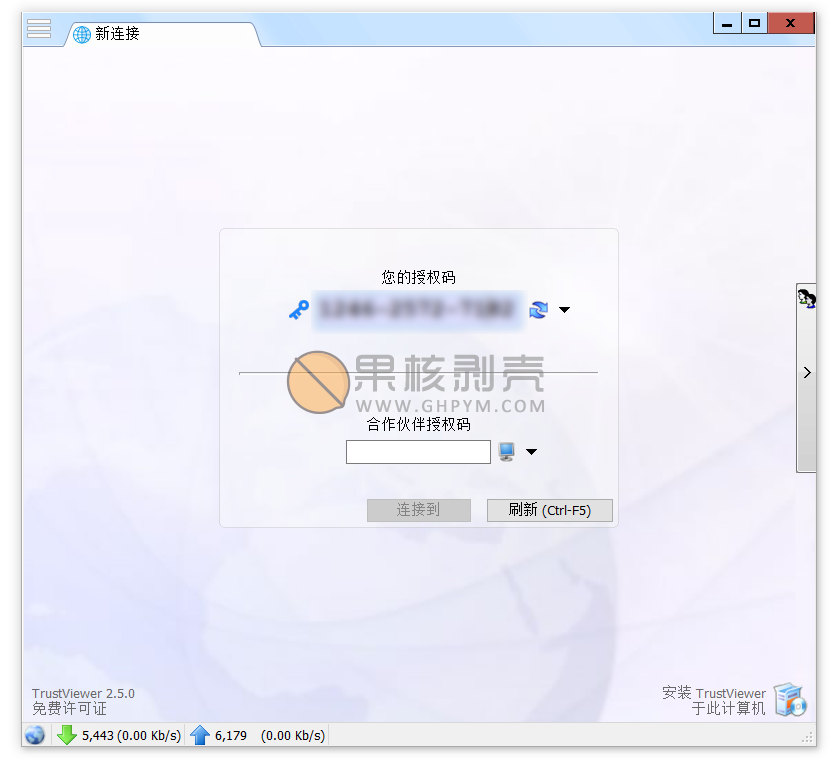 新连接
您的授权码
果核剥壳
WWW.GHPYM.COM
合作伙伴授权码
连接到
刷新 (Ctrl-F5)
TrustViewer 2.5.0
免费许可证
安装 TrustViewer
于此计算机
5,443 (0.00 Kb/s)
6,179 (0.00 Kb/s)